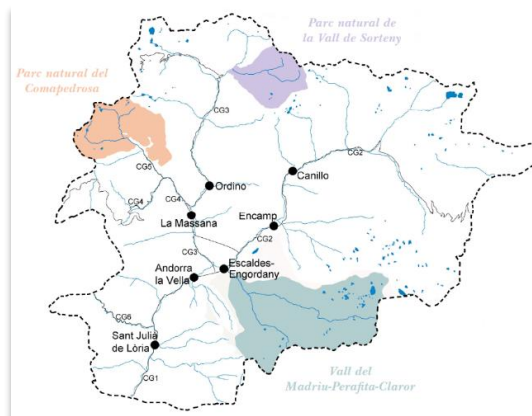 Parc natural de
la Vall de Sorteny
Parc natural del
Comapedrosa
CG3
CG2
CG5
Canillo
Ordino
CG4
CG4
La Massana
Encamp
CG2
CG3
Escaldes-
Engordany
Andorra
la Vella
CG6
Sant Julià
de Lòria
Vall del
Madriu-Perafita-Claror
CG1